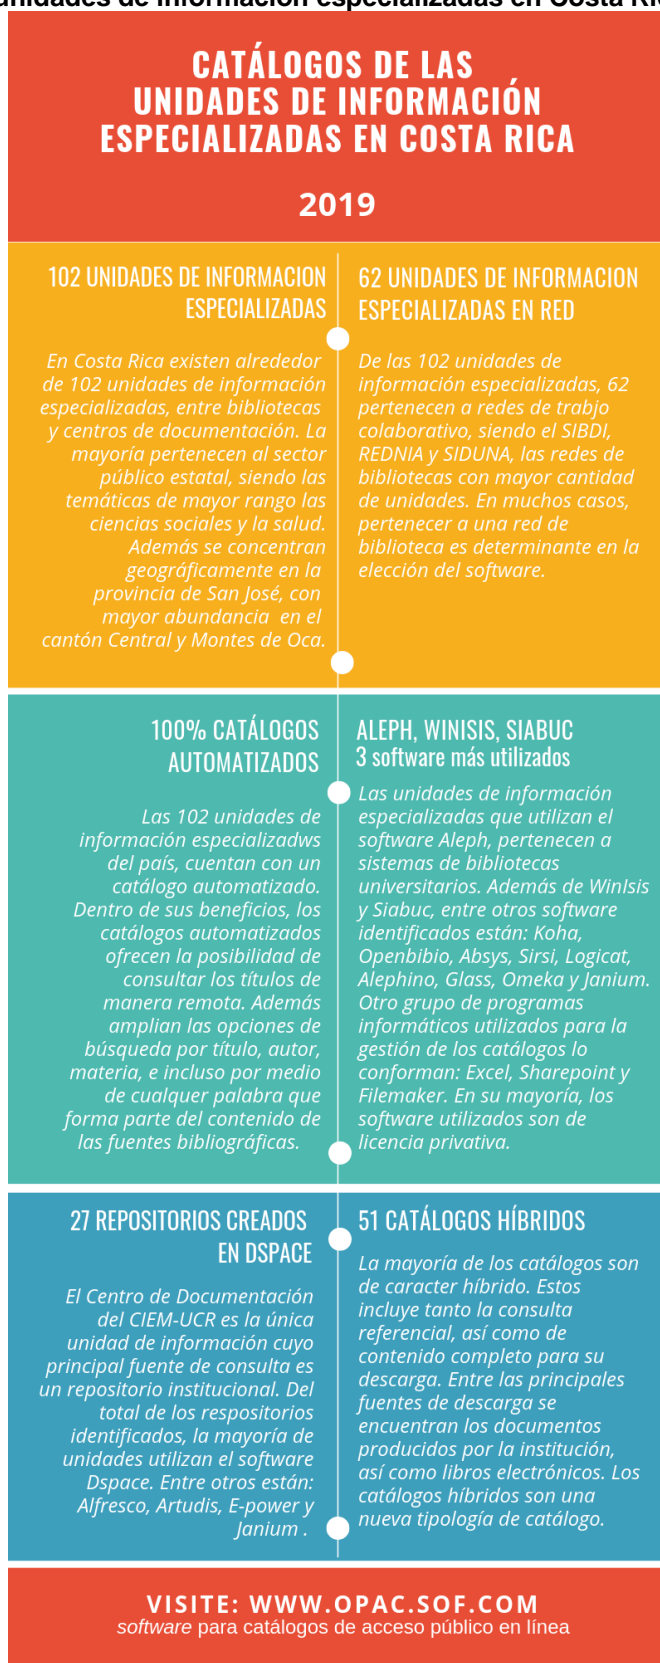 unidades de información especializadas en Costa Ric
CATÁLOGOS DE LAS
UNIDADES DE INFORMACIÓN
ESPECIALIZADAS EN COSTA RICA
2019
102 UNIDADES DE INFORMACION
ESPECIALIZADAS
En Costa Rica existen alrededor
de 102 unidades de información
especializadas, entre bibliotecas
y centros de documentación. La
mayoría pertenecen al sector
público estatal, siendo las
temáticas de mayor rango las
ciencias sociales y la salud.
Además se concentran
geográficamente en la
provincia de San José, con
mayor abundancia en el
cantón Central y Montes de Oca.
62 UNIDADES DE INFORMACION
ESPECIALIZADAS EN RED
De las 102 unidades de
información especializadas, 62
pertenecen a redes de trabjo
colaborativo, siendo el SIBDI,
REDNIA y SIDUNA, las redes de
bibliotecas con mayor cantidad
de unidades. En muchos casos,
pertenecer a una red de
biblioteca es determinante en la
elección del software.
100% CATÁLOGOS
AUTOMATIZADOS
Las 102 unidades de
información especializadws
del país, cuentan con un
catálogo automatizado.
Dentro de sus beneficios, los
catálogos automatizados
ofrecen la posibilidad de
consultar los títulos de
manera remota. Además
amplian las opciones de
búsqueda por título, autor,
materia, e incluso por medio
de cualquier palabra que
forma parte del contenido de
las fuentes bibliográficas.
ALEPH, WINISIS, SIABUC
3 software más utilizados
Las unidades de información
especializadas que utilizan el
software Aleph, pertenecen a
sistemas de bibliotecas
universitarios. Además de WinIsis
y Siabuc, entre otros software
identificados están: Koha,
Openbibio, Absys, Sirsi, Logicat,
Alephino, Glass, Omeka y Janium.
Otro grupo de programas
informáticos utilizados para la
gestión de los catálogos lo
conforman: Excel, Sharepoint y
Filemaker. En su mayoría, los
software utilizados son de
licencia privativa.
27 REPOSITORIOS CREADOS
EN DSPACE
El Centro de Documentación
del CIEM-UCR es la única
unidad de información cuyo
principal fuente de consulta es
un repositorio institucional. Del
total de los respositorios
identificados, la mayoría de
unidades utilizan el software
Dspace. Entre otros están:
Alfresco, Artudis, E-power y
Janium .
51 CATÁLOGOS HÍBRIDOS
La mayoría de los catálogos son
de caracter híbrido. Estos
incluye tanto la consulta
referencial, así como de
contenido completo para su
descarga. Entre las principales
fuentes de descarga se
encuentran los documentos
producidos por la institución,
así como libros electrónicos. Los
catálogos híbridos son una
nueva tipología de catálogo.
VISITE: WWW.OPAC.SOF.COM
software para catálogos de acceso público en línea